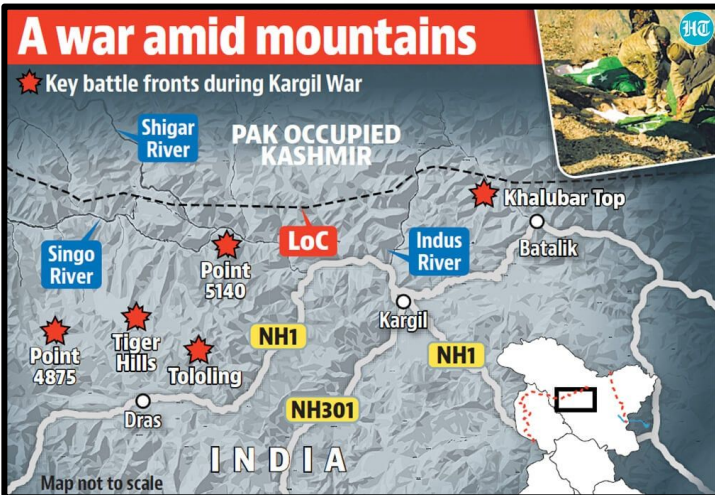 A war amid mountains
HT
Key battle fronts during Kargil War
Shigar
River
PAK OCCUPIED
KASHMIR
Khalubar Top
Singo
River
LoC
Indus
River
Batalik
Point
5140
Kargil
Point
4875
Tiger
Hills
Tololing
NH1
NH1
Dras
NH301
INDIA
Map not to scale